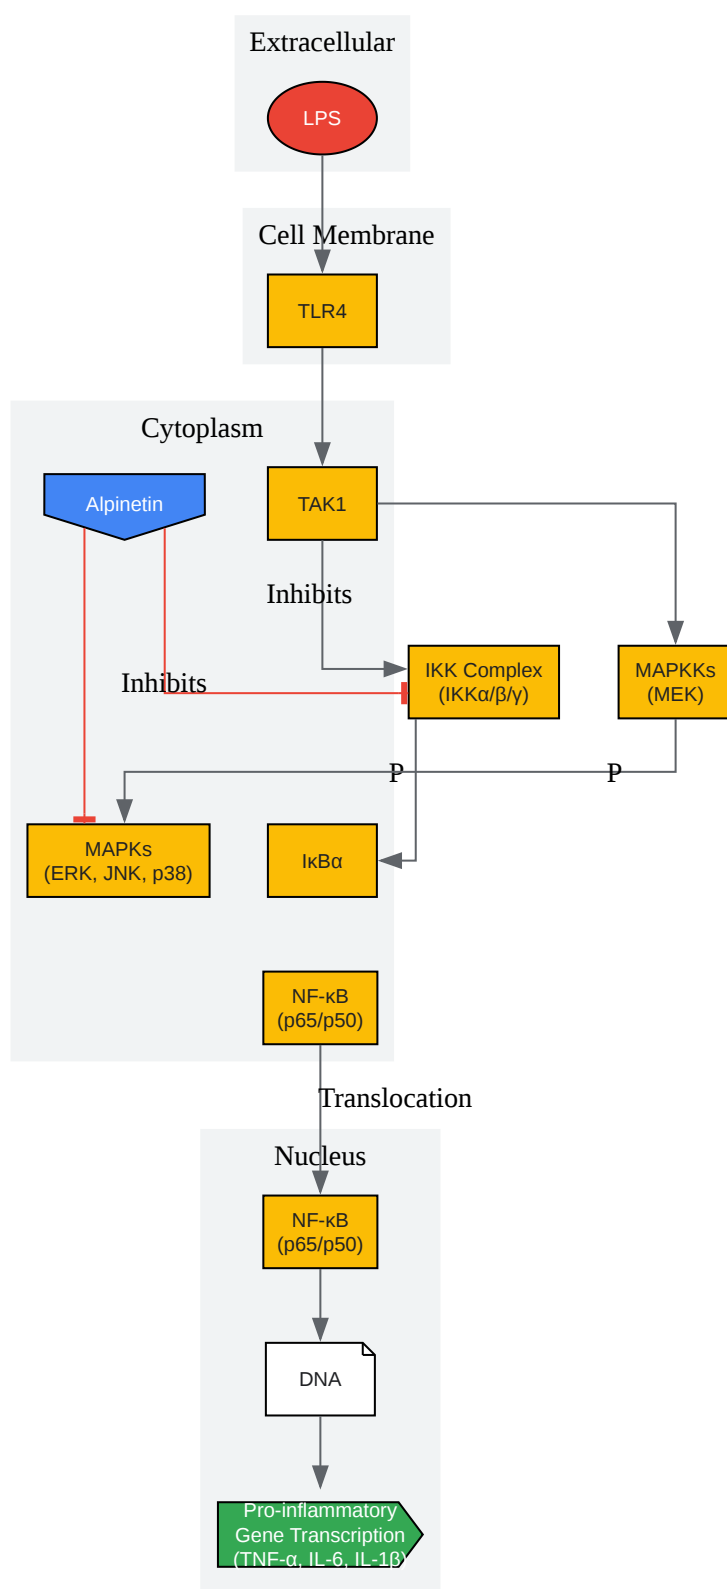 Extracellular
LPS
Cell Membrane
TLR4
Cytoplasm
Alpinetin
TAK1
Inhibits
IKK Complex
(IKKα/β/γ)
MAPKKs
(MEK)
Inhibits
P
P
MAPKs
(ERK, JNK, p38)
IκBα
NF-κB
(p65/p50)
Translocation
Nucleus
NF-κB
(p65/p50)
DNA
Pro-inflammatory
Gene Transcription
(TNF-α, IL-6, IL-1β)